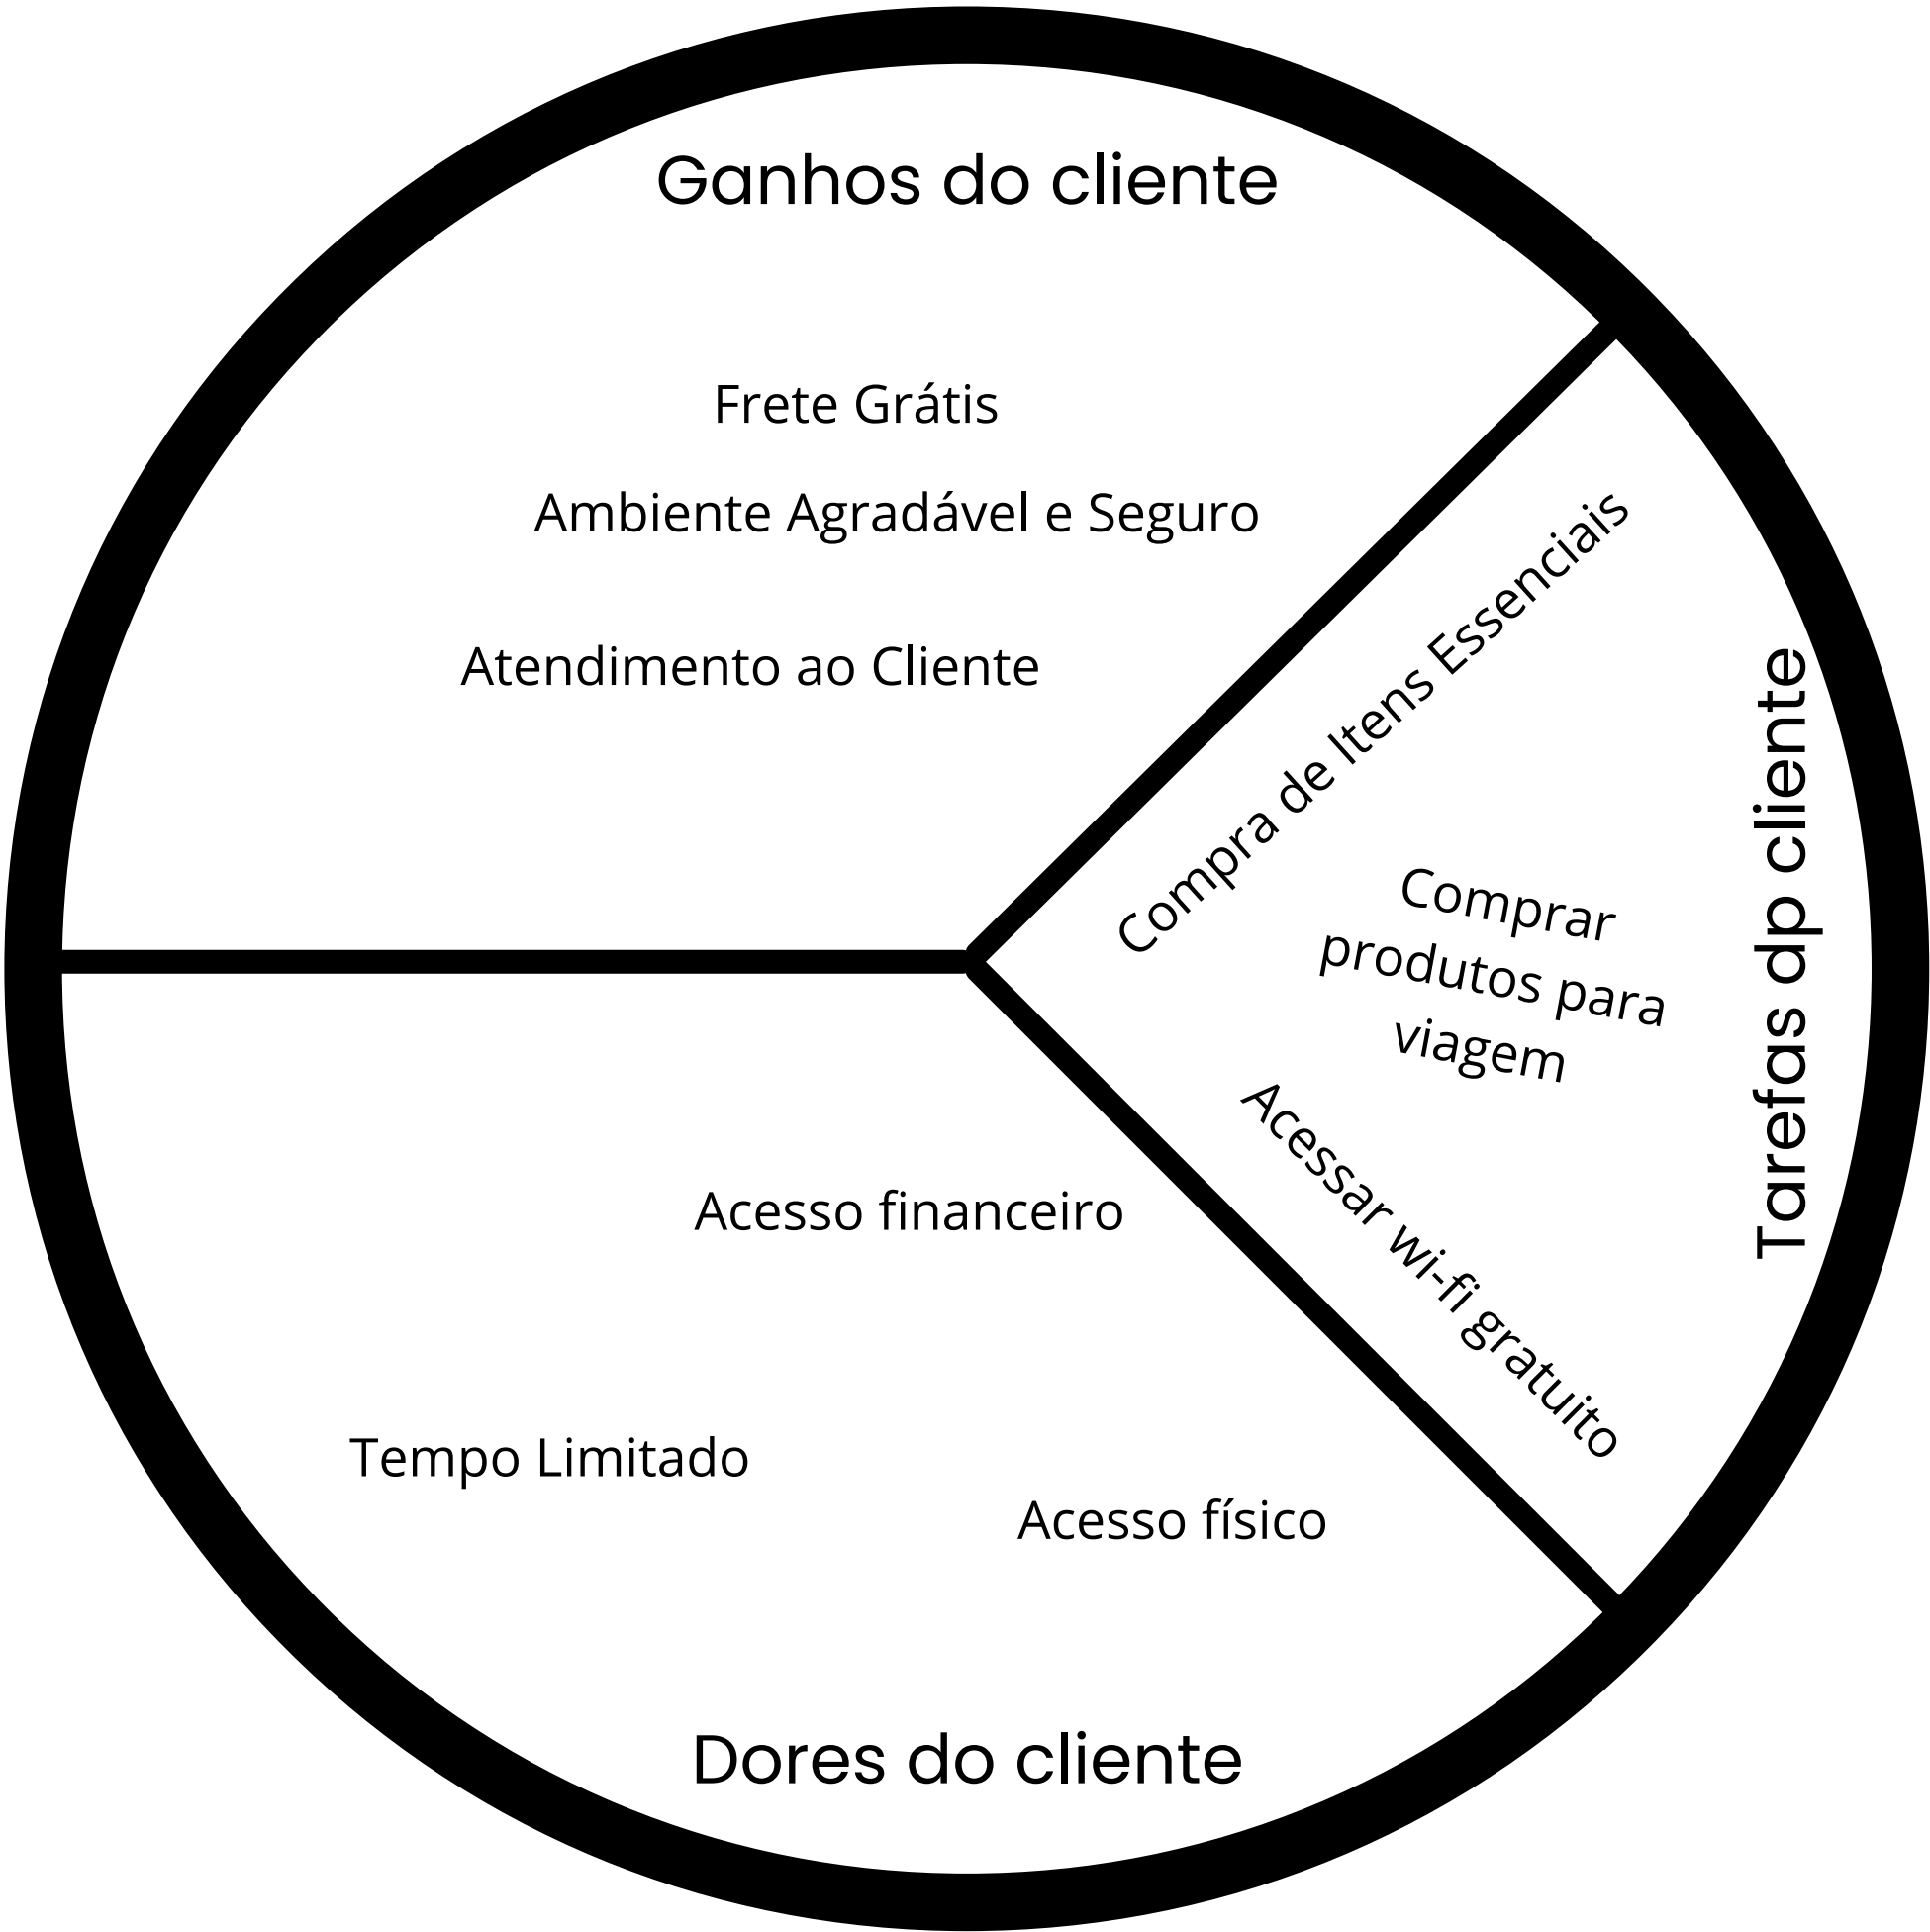 Ganhos do cliente
Frete Grátis
Ambiente Agradável e Seguro
Atendimento ao Cliente
Compra de Itens Essenciais
Comprar
produtos para
viagem
Acessar wi-fi gratuito
Tarefas dp cliente
Acesso financeiro
Tempo Limitado
Acesso físico
Dores do cliente